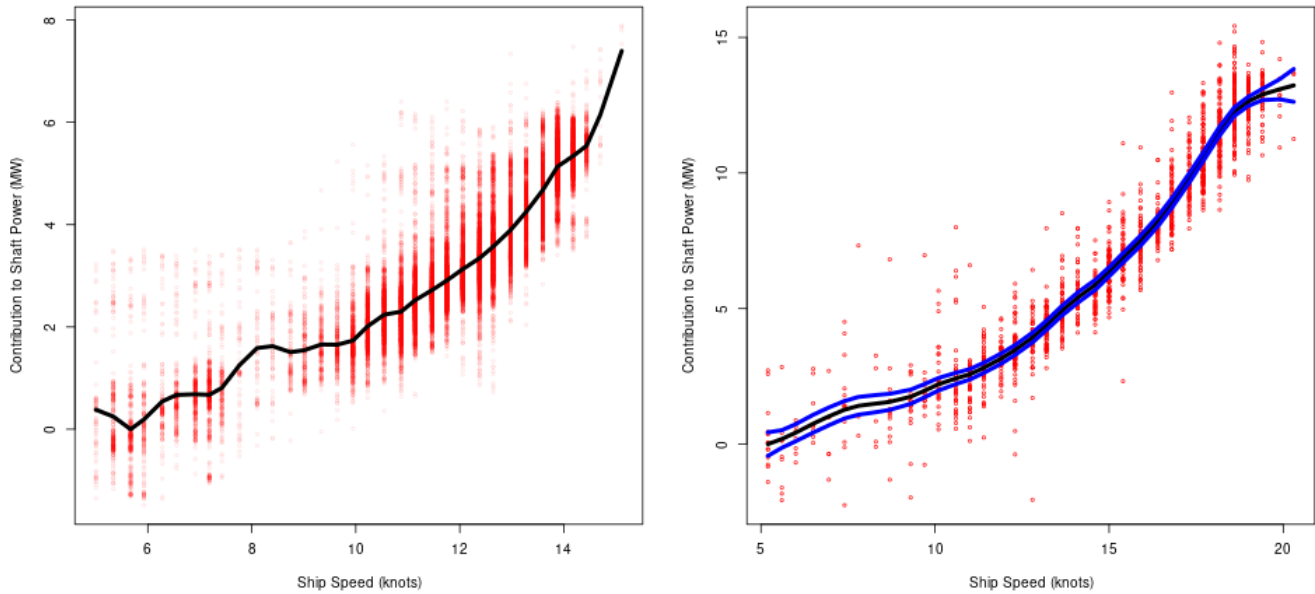 8
6
4
2
0
Contribution to Shaft Power (MW)
6 8 10 12 14
Ship Speed (knots)
15
10
5
0
Contribution to Shaft Power (MW)
5 10 15 20
Ship Speed (knots)